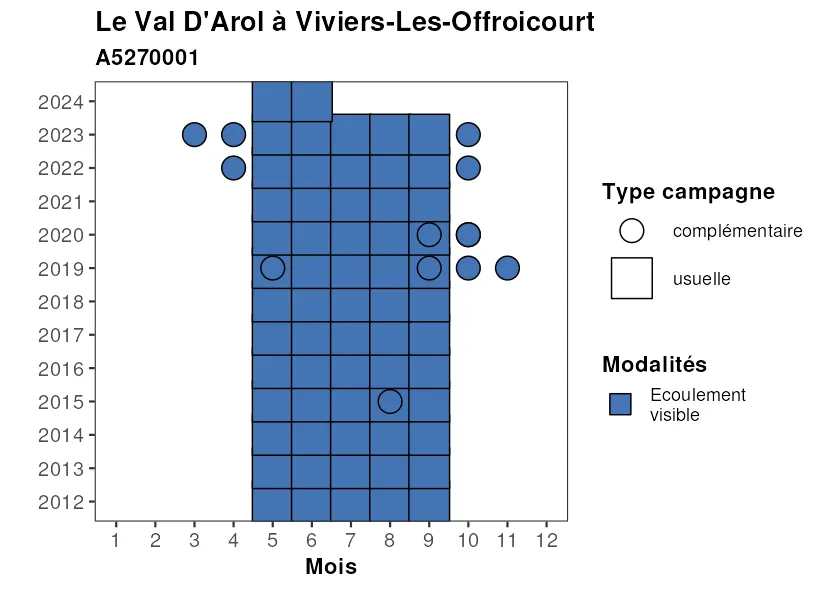 Le Val D'Arol à Viviers-Les-Offroicourt
A5270001
2024
2023
2022
2021
2020
2019
2018
2017
2016
2015
2014
2013
2012
1 2 3 4 5 6 7 8 9 10 11 12
Mois
Type campagne
complémentaire
usuelle
Modalités
Ecoulement
visible